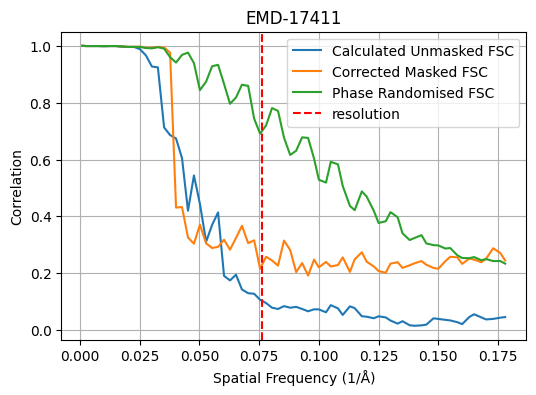 EMD-17411
Calculated Unmasked FSC
Corrected Masked FSC
Phase Randomised FSC
resolution
Correlation
1.0
0.8
0.6
0.4
0.2
0.0
0.000 0.025 0.050 0.075 0.100 0.125 0.150 0.175
Spatial Frequency (1/Å)